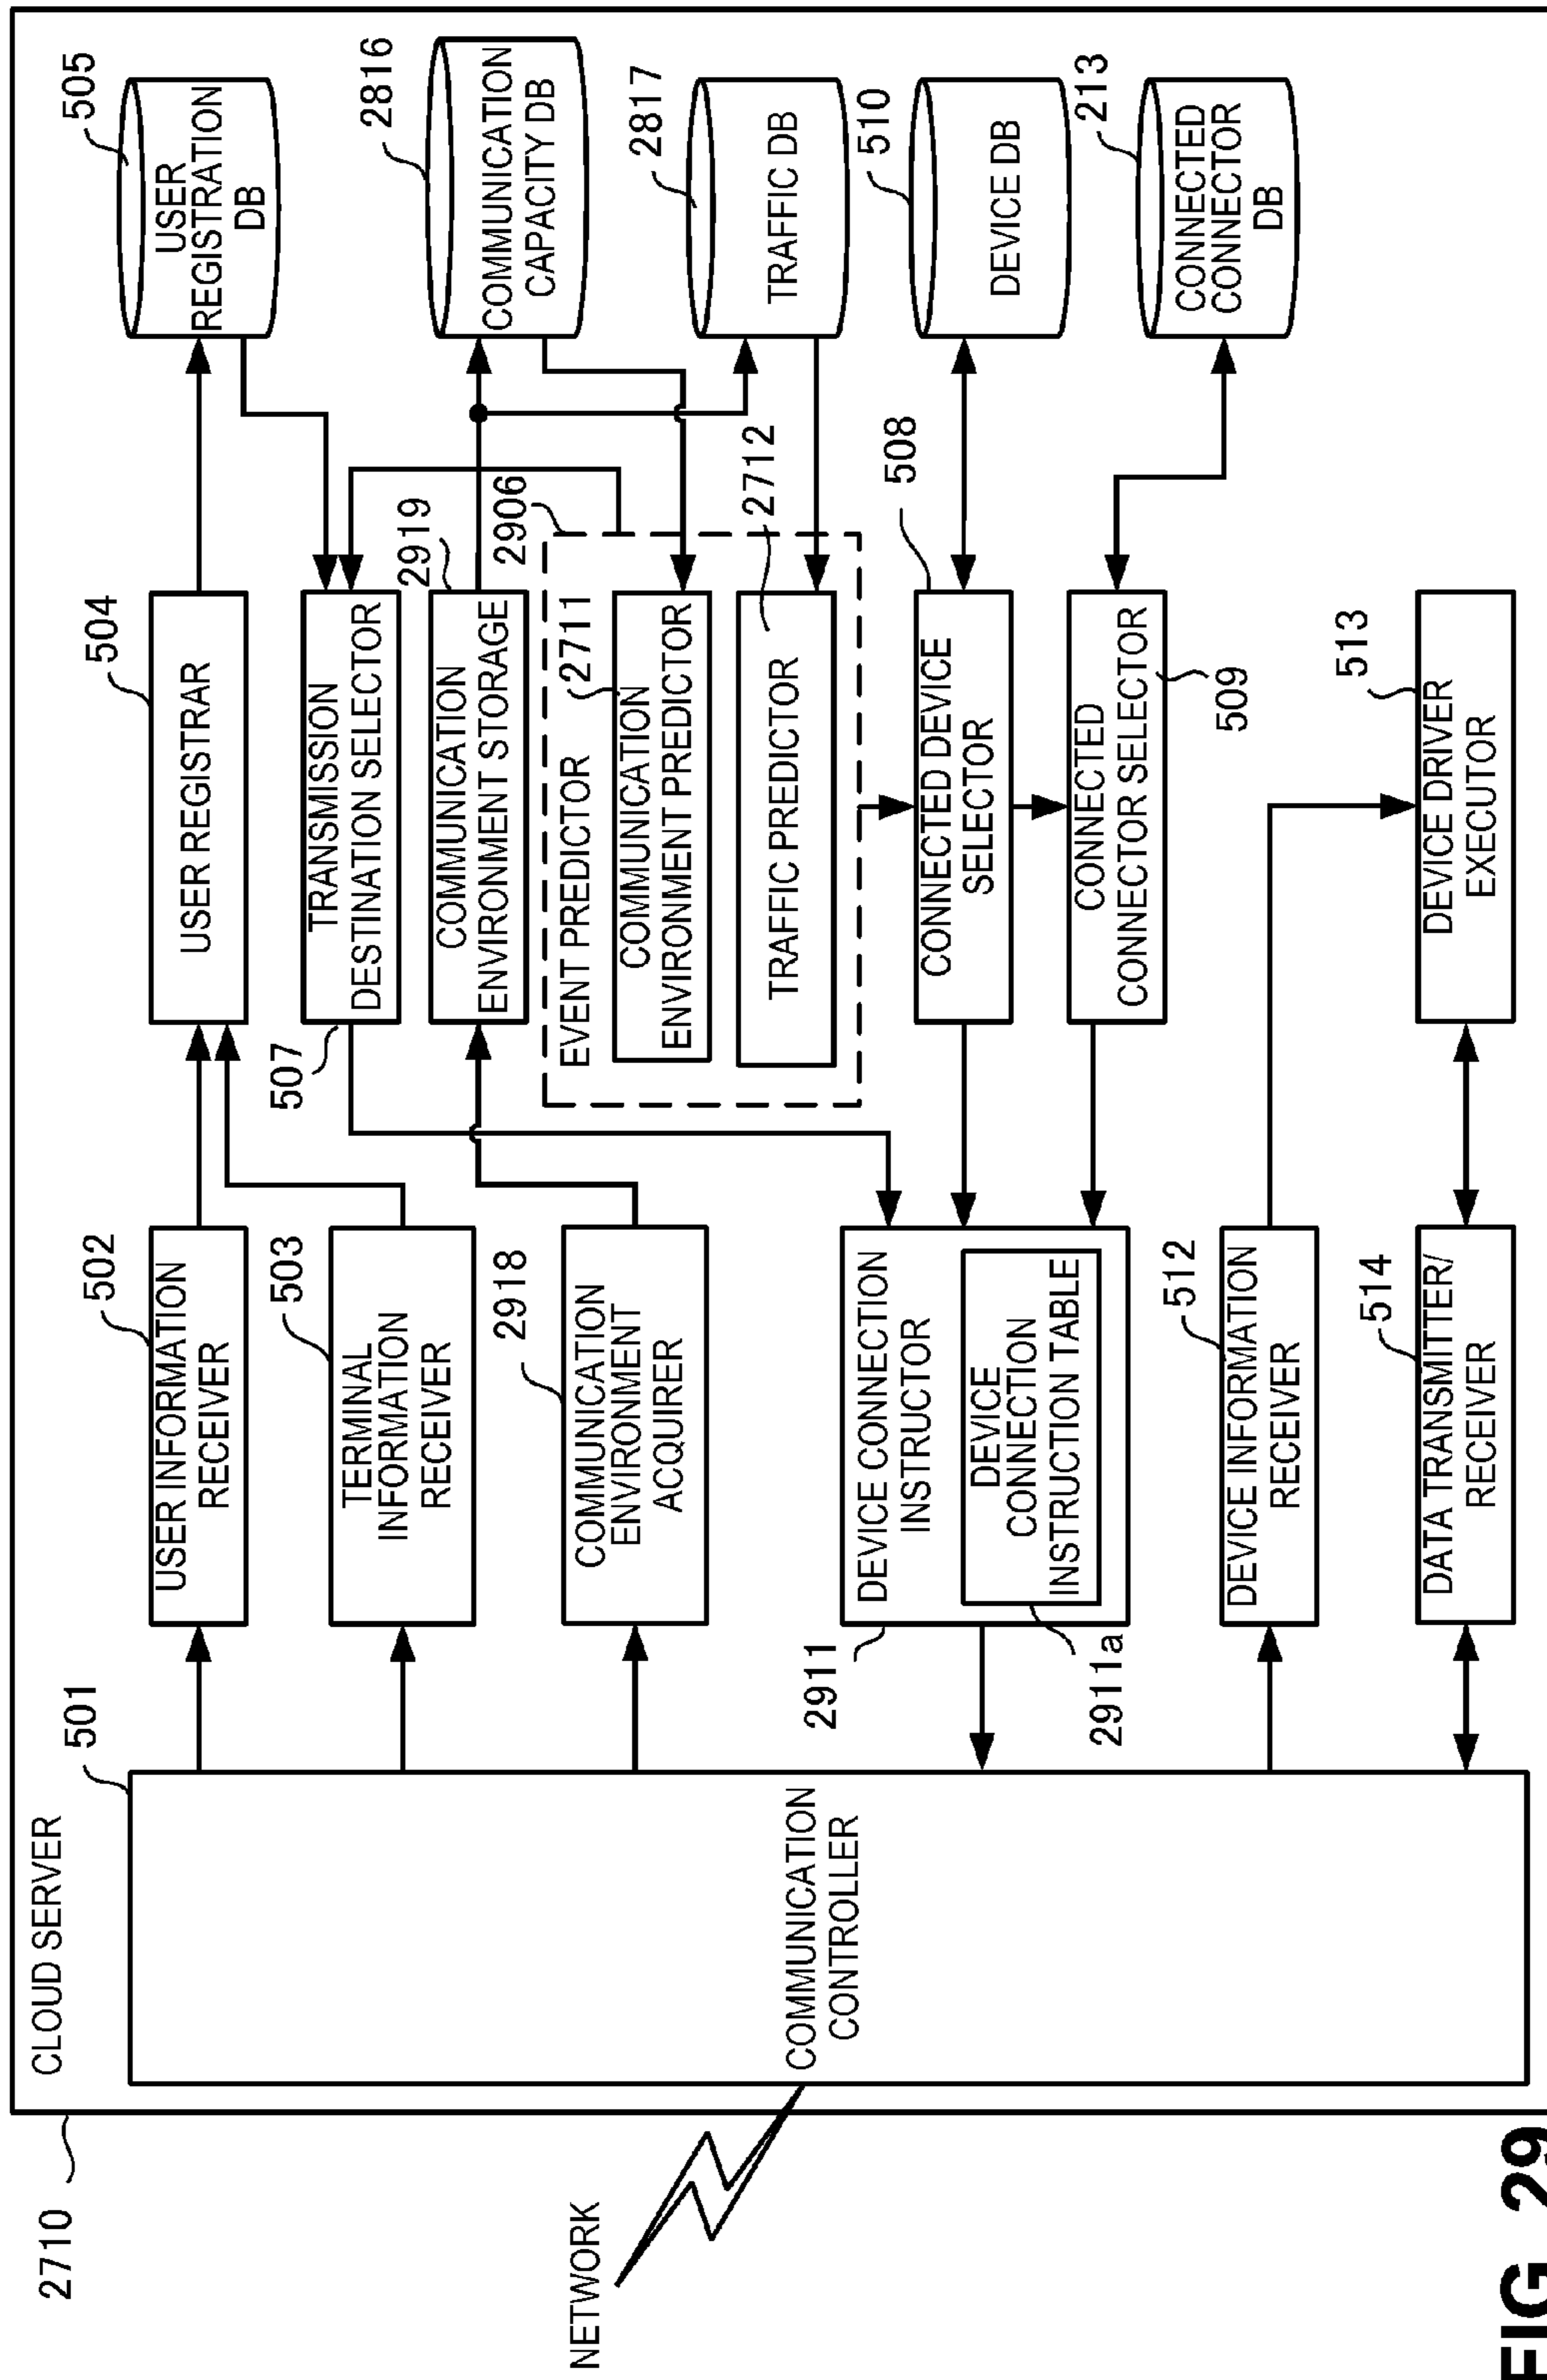 2710
CLOUD SERVER
NETWORK
501
COMMUNICATION
CONTROLLER
502
USER INFORMATION
RECEIVER
503
TERMINAL
INFORMATION
RECEIVER
2918
COMMUNICATION
ENVIRONMENT
ACQUIRER
2911
DEVICE CONNECTION
INSTRUCTOR
DEVICE
CONNECTION
INSTRUCTION TABLE
2911a
512
DEVICE INFORMATION
RECEIVER
514
DATA TRANSMITTER/
RECEIVER
504
USER REGISTRAR
507
TRANSMISSION
DESTINATION SELECTOR
2919
COMMUNICATION
ENVIRONMENT STORAGE
2906
EVENT PREDICTOR
2711
COMMUNICATION
ENVIRONMENT PREDICTOR
2712
TRAFFIC PREDICTOR
508
CONNECTED DEVICE
SELECTOR
CONNECTED
CONNECTOR SELECTOR
509
513
DEVICE DRIVER
EXECUTOR
505
USER
REGISTRATION
DB
2816
COMMUNICATION
CAPACITY DB
2817
TRAFFIC DB
510
DEVICE DB
213
CONNECTED
CONNECTOR
DB
FIG. 29